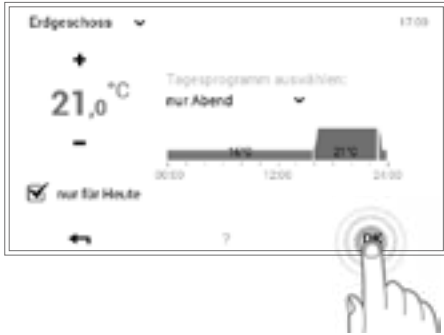 Erdgeschoss
17:09
+
21,0 °C
Tagesprogramm auswählen:
nur Abend
−
16°C 21°C
00:00 12:00 24:00
nur für Heute
?
OK